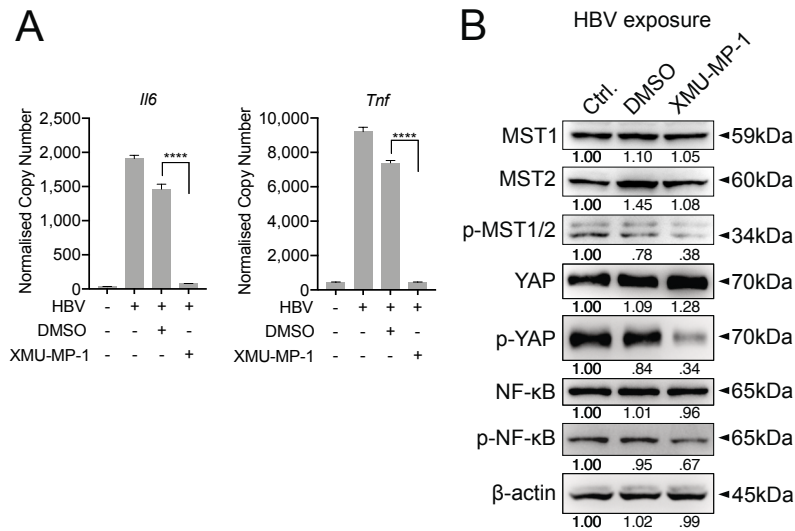 A
Il6
Normalised Copy Number
2,500
2,000
1,500
1,000
500
0
****
HBV - + + +
DMSO - - + -
XMU-MP-1 - - - +
Tnf
Normalised Copy Number
10,000
8,000
6,000
4,000
2,000
0
****
HBV - + + +
DMSO - - + -
XMU-MP-1 - - - +
B
HBV exposure
Ctrl. DMSO XMU-MP-1
MST1 ◄59kDa
1.00 1.10 1.05
MST2 ◄60kDa
1.00 1.45 1.08
p-MST1/2 ◄34kDa
1.00 .78 .38
YAP ◄70kDa
1.00 1.09 1.28
p-YAP ◄70kDa
1.00 .84 .34
NF-κB ◄65kDa
1.00 1.01 .96
p-NF-κB ◄65kDa
1.00 .95 .67
β-actin ◄45kDa
1.00 1.02 .99